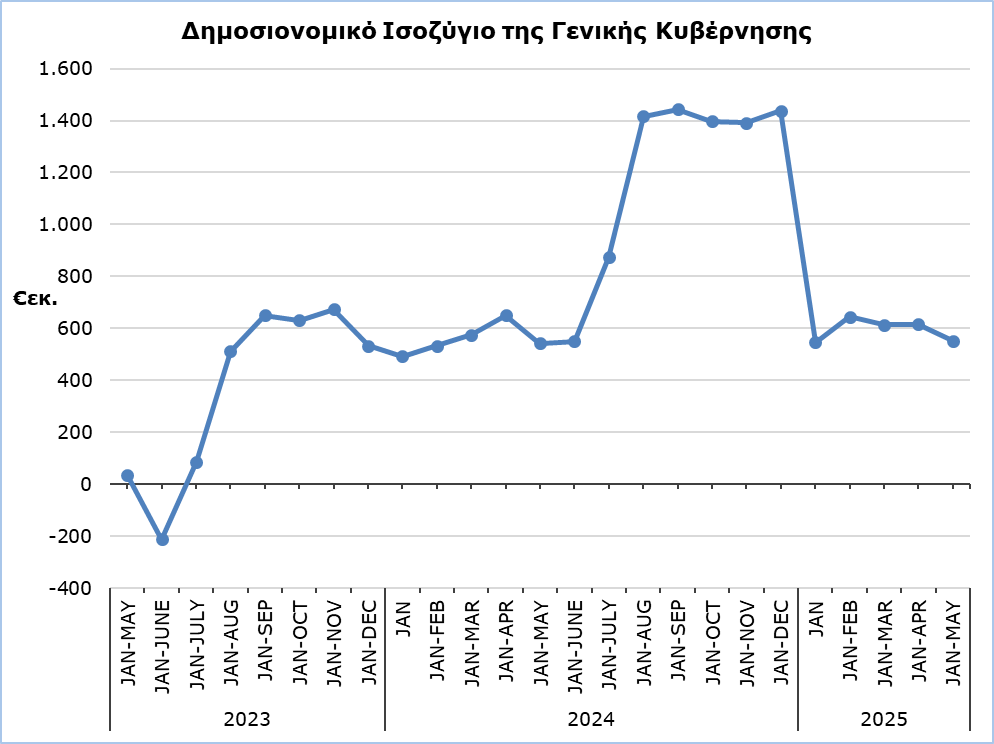 Δημοσιονομικό Ισοζύγιο της Γενικής Κυβέρνησης
1.600
1.400
1.200
1.000
800
€εκ.
600
400
200
0
-200
-400
JAN-MAY
JAN-JUNE
JAN-JULY
JAN-AUG
JAN-SEP
JAN-OCT
JAN-NOV
JAN-DEC
JAN
JAN-FEB
JAN-MAR
JAN-APR
JAN-MAY
JAN-JUNE
JAN-JULY
JAN-AUG
JAN-SEP
JAN-OCT
JAN-NOV
JAN-DEC
JAN
JAN-FEB
JAN-MAR
JAN-APR
JAN-MAY
2023 2024 2025